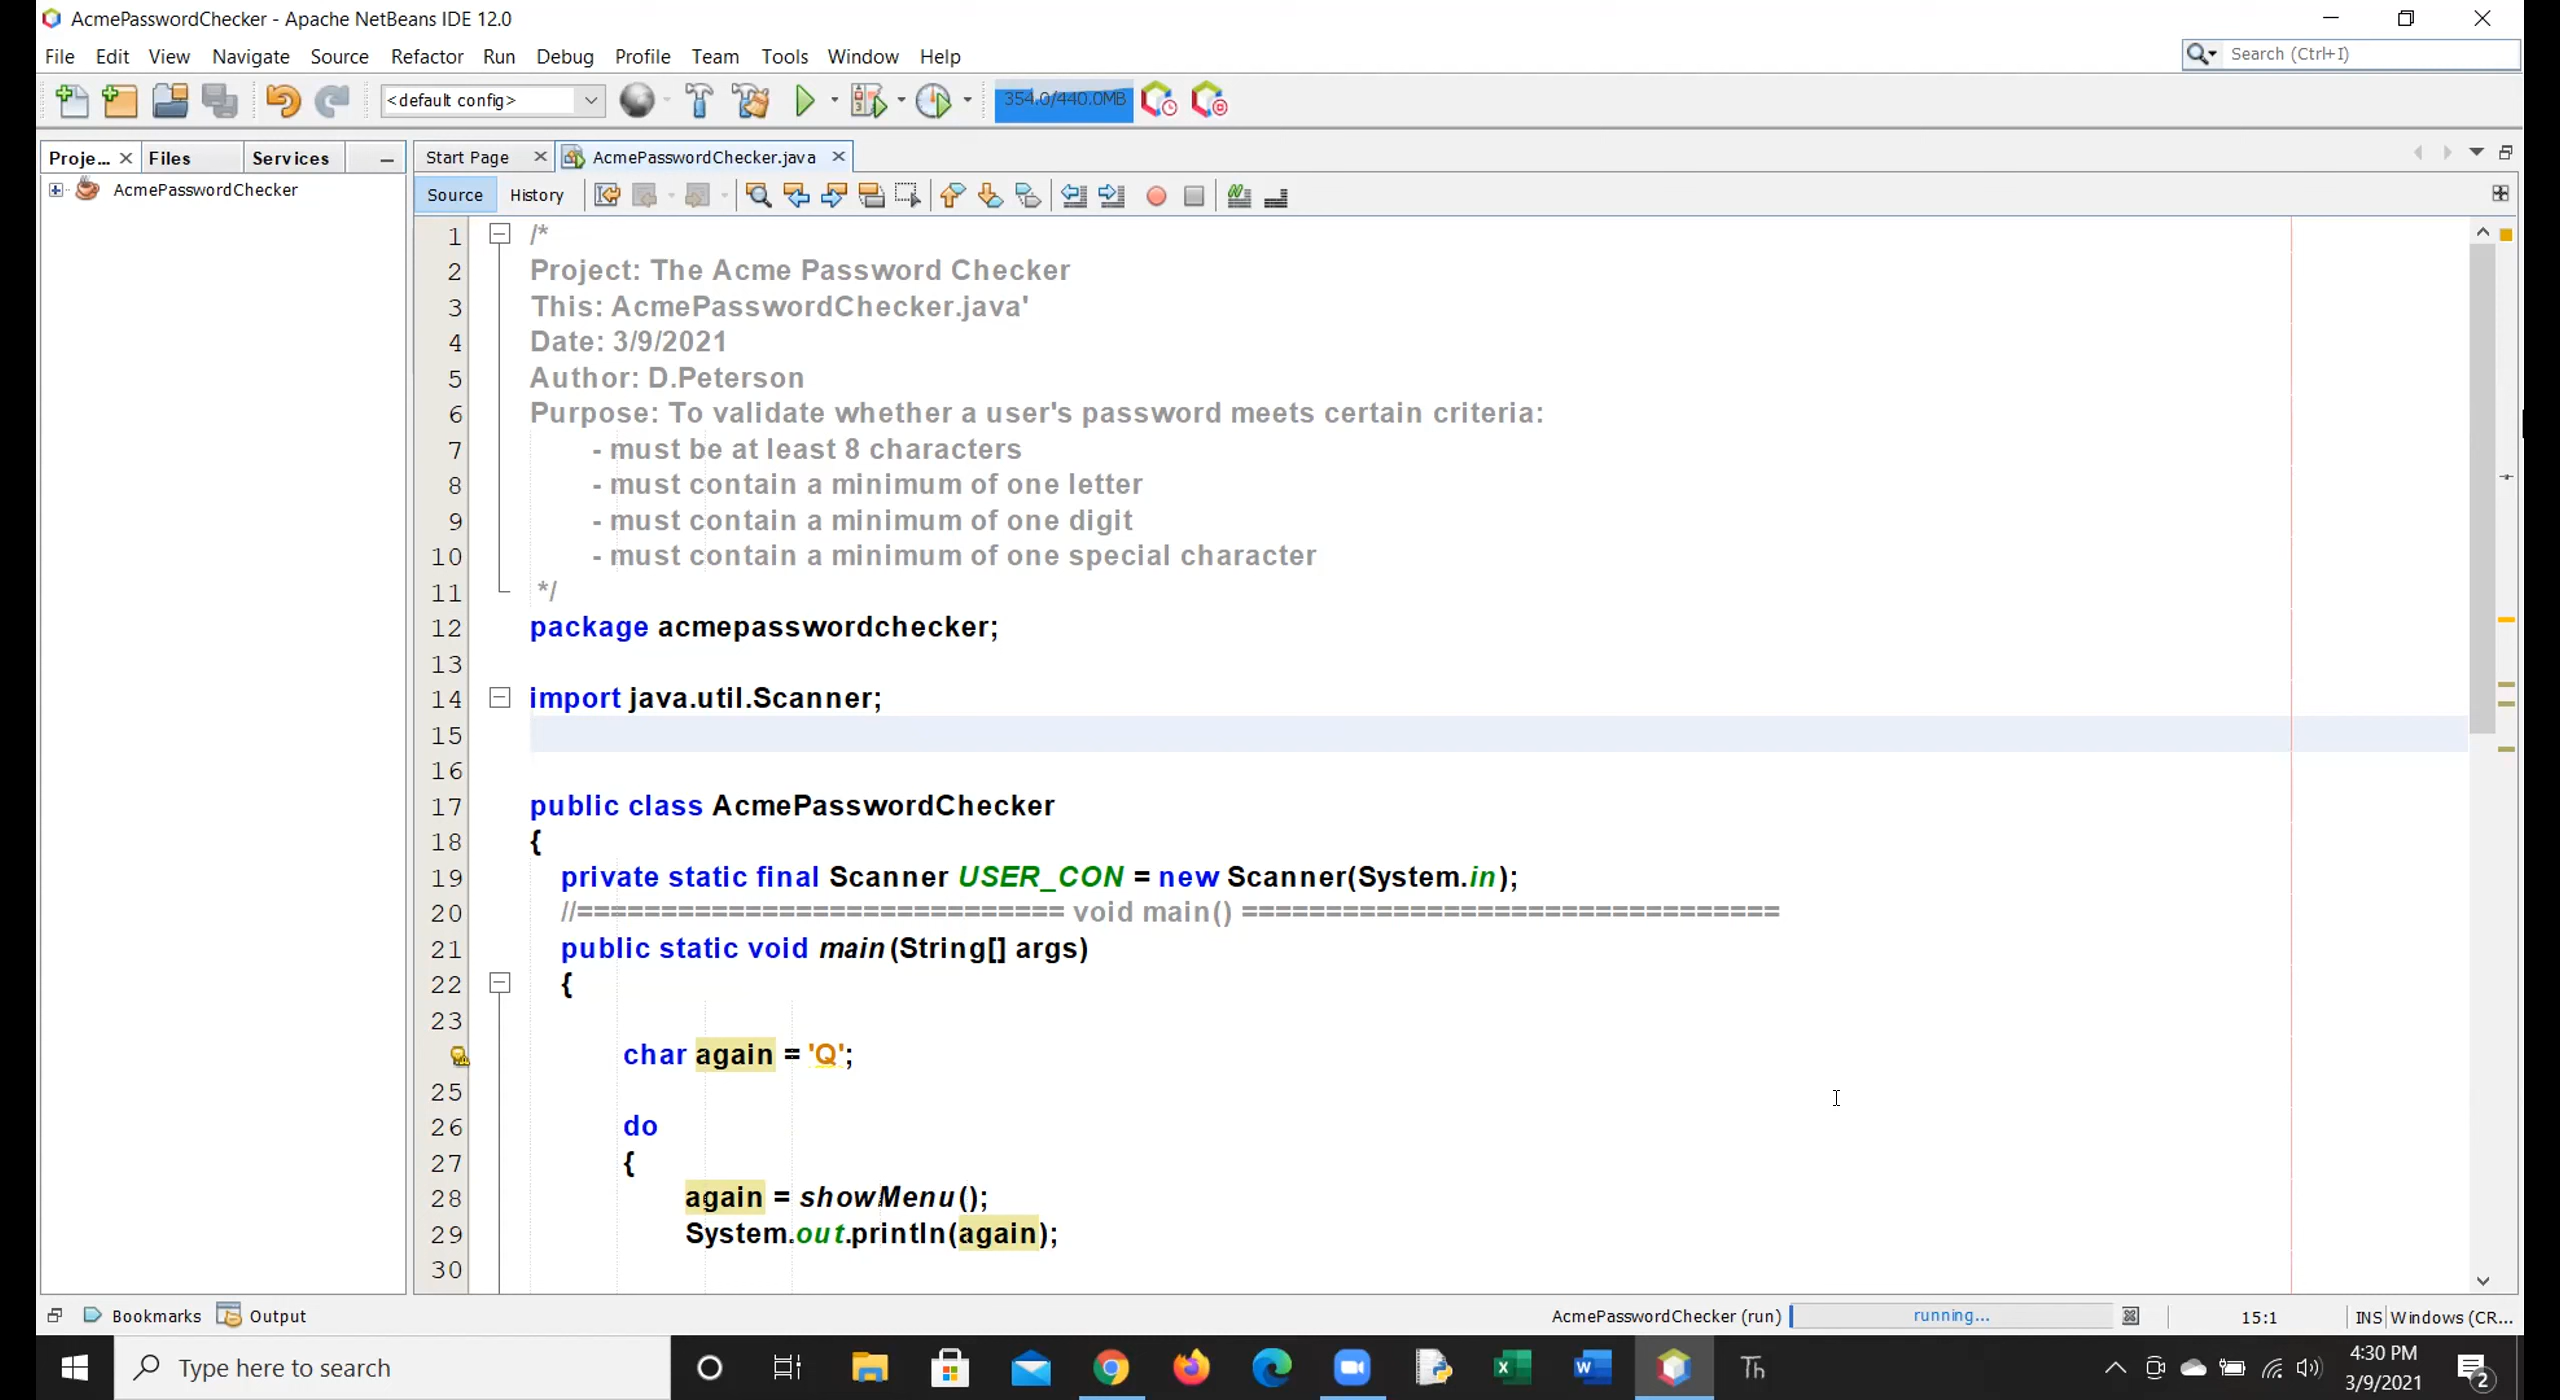 AcmePasswordChecker - Apache NetBeans IDE 12.0
File Edit View Navigate Source Refactor Run Debug Profile Team Tools Window Help
Search (Ctrl+I)
<default config>
354.0/440.0MB
Proje... Files Services
Start Page AcmePasswordChecker.java
AcmePasswordChecker
Source History
1 /*
2 Project: The Acme Password Checker
3 This: AcmePasswordChecker.java'
4 Date: 3/9/2021
5 Author: D.Peterson
6 Purpose: To validate whether a user's password meets certain criteria:
7 - must be at least 8 characters
8 - must contain a minimum of one letter
9 - must contain a minimum of one digit
10 - must contain a minimum of one special character
11 */
12 package acmepasswordchecker;
13
14 import java.util.Scanner;
15
16
17 public class AcmePasswordChecker
18 {
19 private static final Scanner USER_CON = new Scanner(System.in);
20 //============================= void main() ================================
21 public static void main(String[] args)
22 {
23
char again = 'Q';
25
26 do
27 {
28 again = showMenu();
29 System.out.println(again);
30
Bookmarks Output
AcmePasswordChecker (run) running... 15:1 INS Windows (CR...
Type here to search
Th
4:30 PM
3/9/2021
2